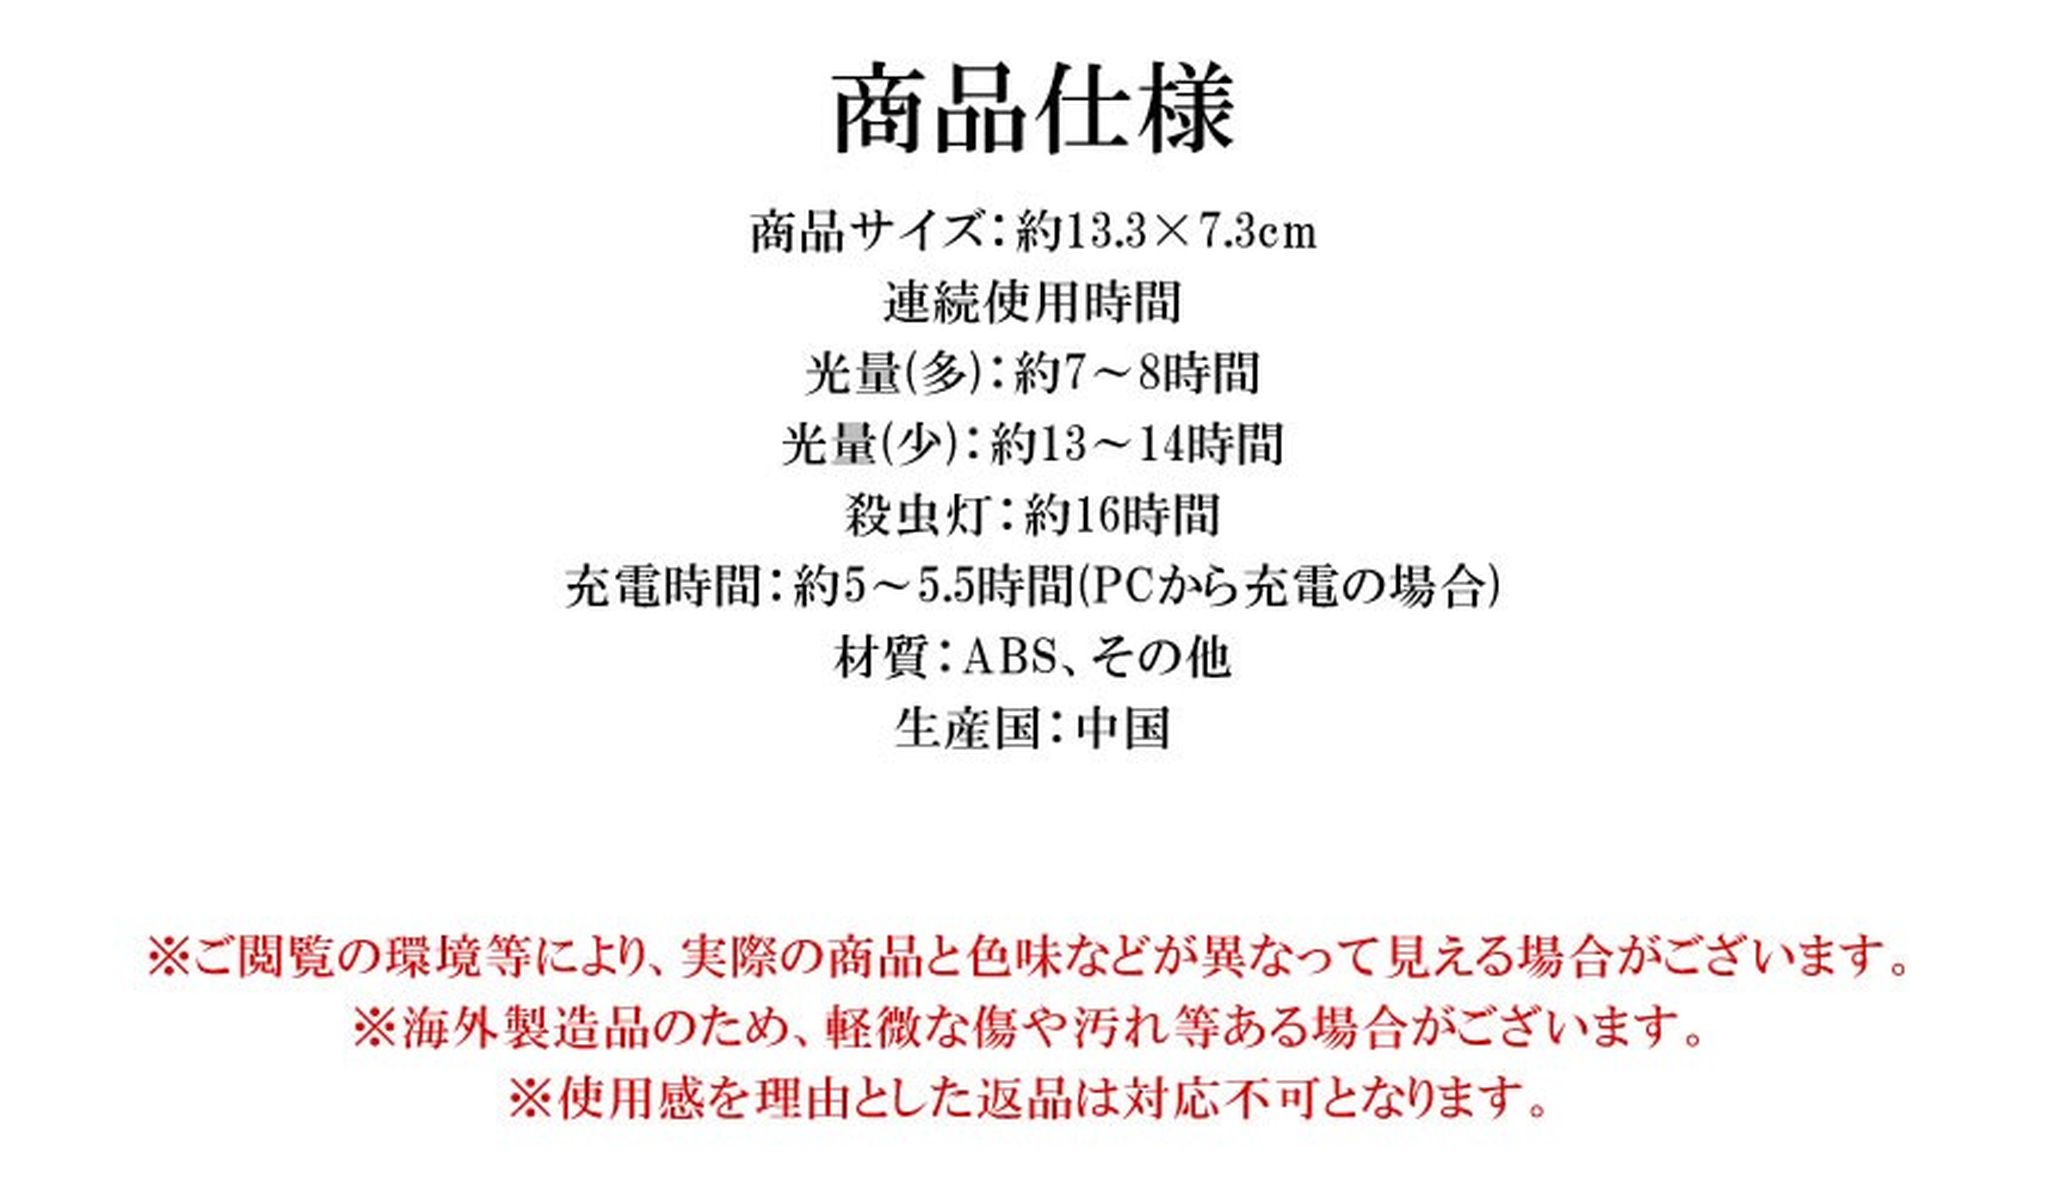 商品仕様
商品サイズ：約13.3×7.3cm
連続使用時間
光量(多)：約7～8時間
光量(少)：約13～14時間
殺虫灯：約16時間
充電時間：約5～5.5時間(PCから充電の場合)
材質：ABS、その他
生産国：中国
※ご閲覧の環境等により、実際の商品と色味などが異なって見える場合がございます。
※海外製造品のため、軽微な傷や汚れ等ある場合がございます。
※使用感を理由とした返品は対応不可となります。